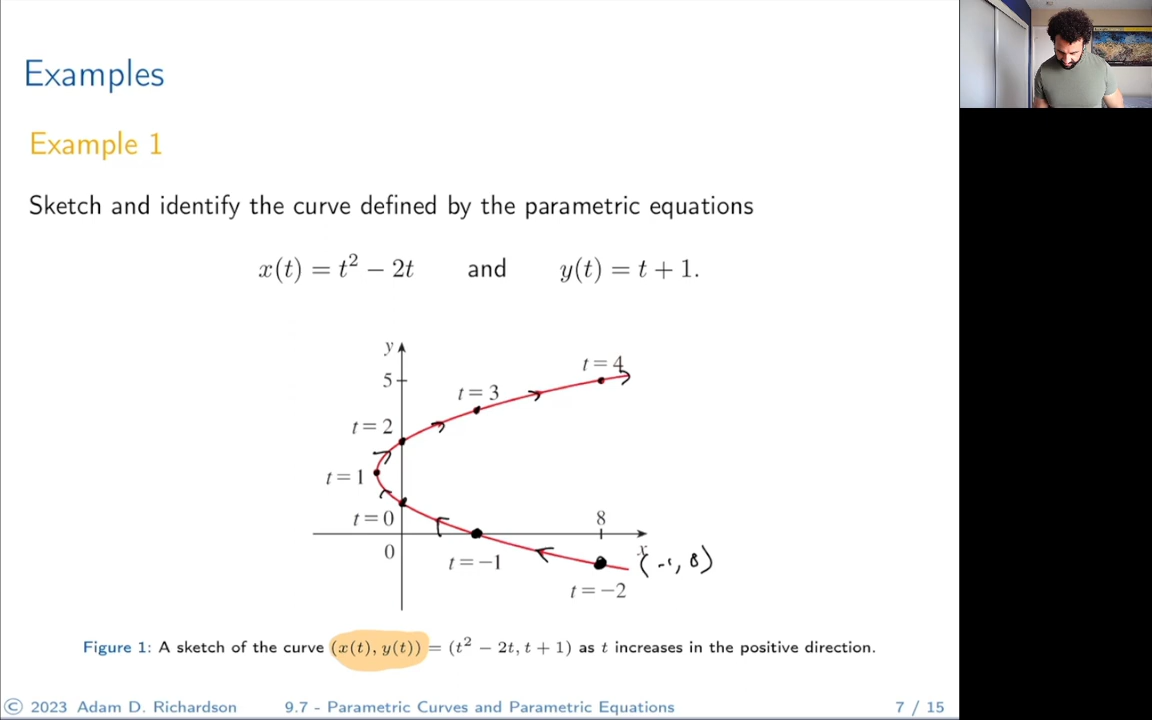 Examples
Example 1
Sketch and identify the curve defined by the parametric equations
x(t) = t² − 2t and y(t) = t + 1.
y
5
t = 4
t = 3
t = 2
t = 1
t = 0
8
0
x
t = −1
(-1, 8)
t = −2
Figure 1: A sketch of the curve (x(t), y(t)) = (t² − 2t, t + 1) as t increases in the positive direction.
© 2023 Adam D. Richardson 9.7 - Parametric Curves and Parametric Equations 7 / 15